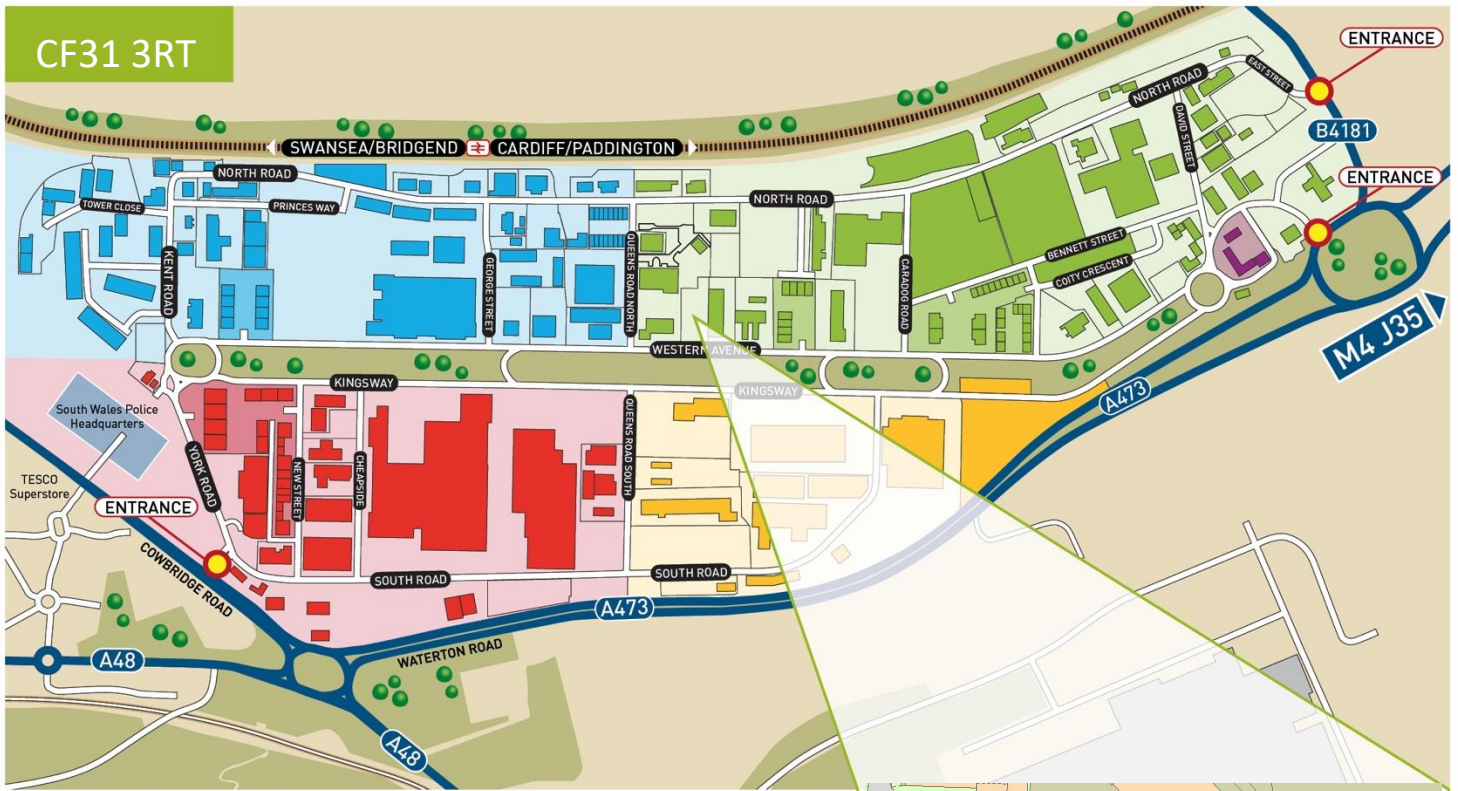 CF31 3RT
ENTRANCE
EAST STREET
NORTH ROAD
B4181
DAVID STREET
SWANSEA/BRIDGEND
CARDIFF/PADDINGTON
ENTRANCE
NORTH ROAD
TOWER CLOSE
PRINCES WAY
NORTH ROAD
KENT ROAD
GEORGE STREET
QUEENS ROAD NORTH
BENNETT STREET
COITY CRESCENT
CARADOG ROAD
M4 J35
WESTERN AVENUE
KINGSWAY
KINGSWAY
A473
South Wales Police
Headquarters
QUEENS ROAD SOUTH
YORK ROAD
NEW STREET
CHEAPSIDE
TESCO
Superstore
ENTRANCE
COWBRIDGE ROAD
SOUTH ROAD
SOUTH ROAD
A473
WATERTON ROAD
A48
A48